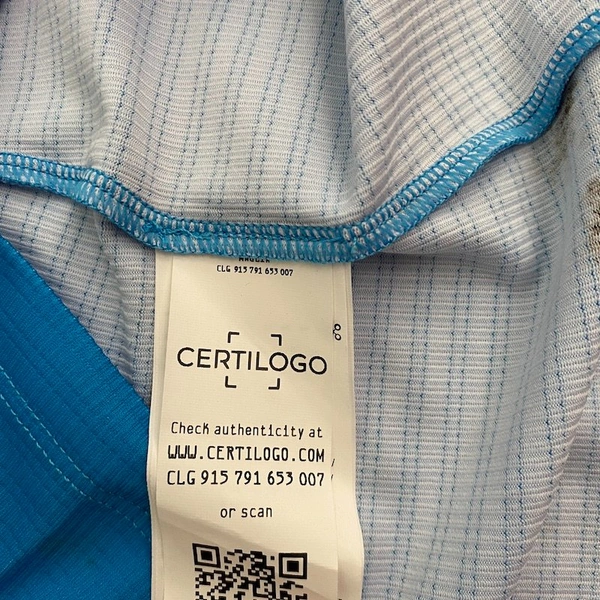 CLG 915 791 653 007
CERTILOGO
Check authenticity at
WWW.CERTILOGO.COM
CLG 915 791 653 007
or scan